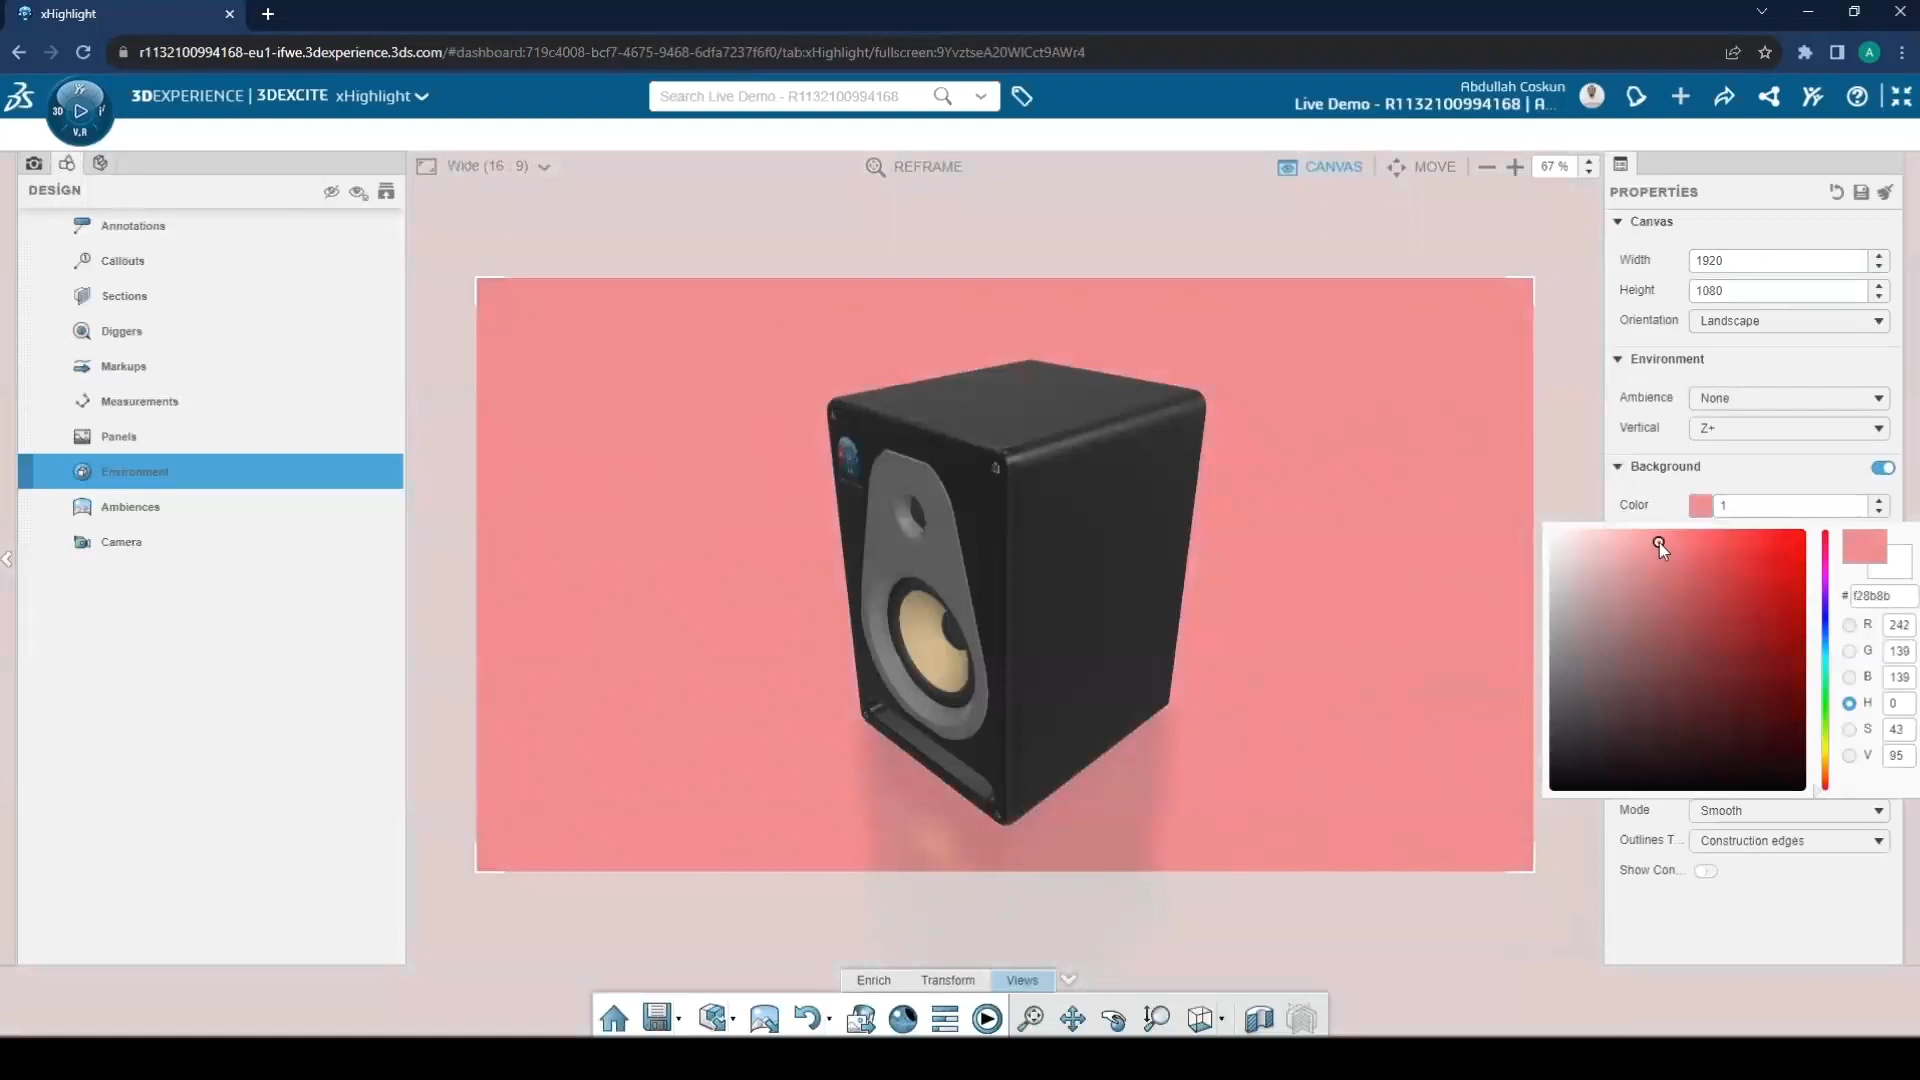 xHighlight
r1132100994168-eu1-ifwe.3dexperience.3ds.com/#dashboard:719c4008-bcf7-4675-9468-6dfa7237f6f0/tab:xHighlight/fullscreen:9YvztseA20WlCct9AWr4
A
3D
V.R
3DEXPERIENCE | 3DEXCITE xHighlight
Search Live Demo - R1132100994168
Abdullah Coskun
Live Demo - R1132100994168 | A...
DESIGN
Annotations
Callouts
Sections
Diggers
Markups
Measurements
Panels
Environment
Ambiences
Camera
Wide (16 : 9)
REFRAME
CANVAS
MOVE
67 %
PROPERTIES
Canvas
Width 1920
Height 1080
Orientation Landscape
Environment
Ambience None
Vertical Z+
Background
Color 1
# f28b8b
R 242
G 139
B 139
H 0
S 43
V 95
Mode Smooth
Outlines T... Construction edges
Show Con...
Enrich Transform Views